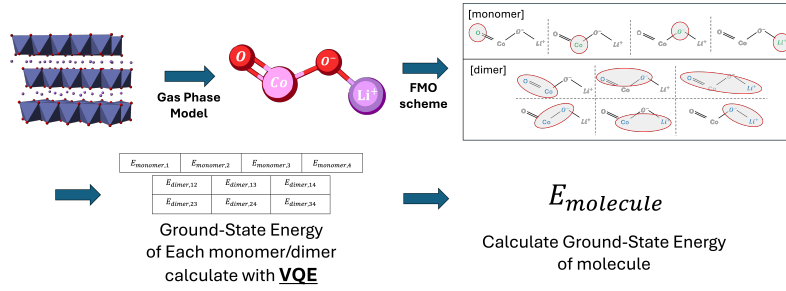 Gas Phase
Model
O
Co
O⁻
Li⁺
FMO
scheme
[monomer]
O Co O⁻ Li⁺
O Co O⁻ Li⁺
O Co O⁻ Li⁺
O Co O⁻ Li⁺
[dimer]
O Co O⁻ Li⁺
O Co O⁻ Li⁺
O Co O⁻ Li⁺
O Co O⁻ Li⁺
O Co O⁻ Li⁺
O Co O⁻ Li⁺
E_monomer,1 E_monomer,2 E_monomer,3 E_monomer,4
E_dimer,12 E_dimer,13 E_dimer,14
E_dimer,23 E_dimer,24 E_dimer,34
Ground-State Energy
of Each monomer/dimer
calculate with VQE
E_molecule
Calculate Ground-State Energy
of molecule